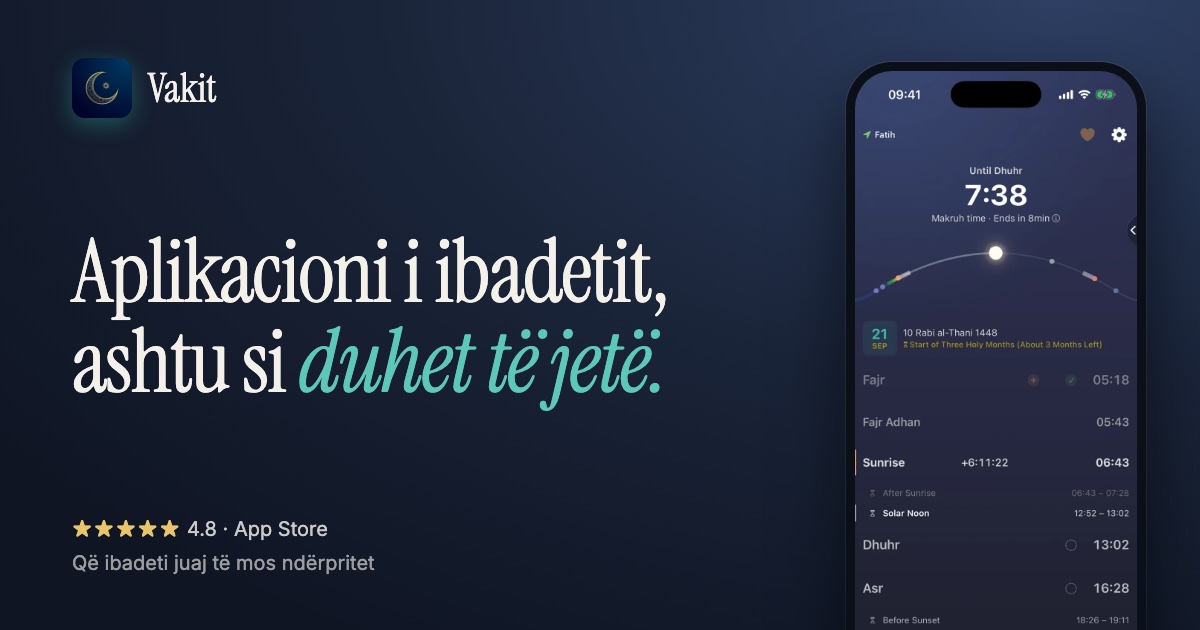 Vakit
Aplikacioni i ibadetit,
ashtu si duhet të jetë.
4.8 · App Store
Që ibadeti juaj të mos ndërpritet
09:41
Fatih
Until Dhuhr
7:38
Makruh time · Ends in 8min
21
SEP
10 Rabi al-Thani 1448
Start of Three Holy Months (About 3 Months Left)
Fajr 05:18
Fajr Adhan 05:43
Sunrise +6:11:22 06:43
After Sunrise 06:43 – 07:28
Solar Noon 12:52 – 13:02
Dhuhr 13:02
Asr 16:28
Before Sunset 18:26 – 19:11